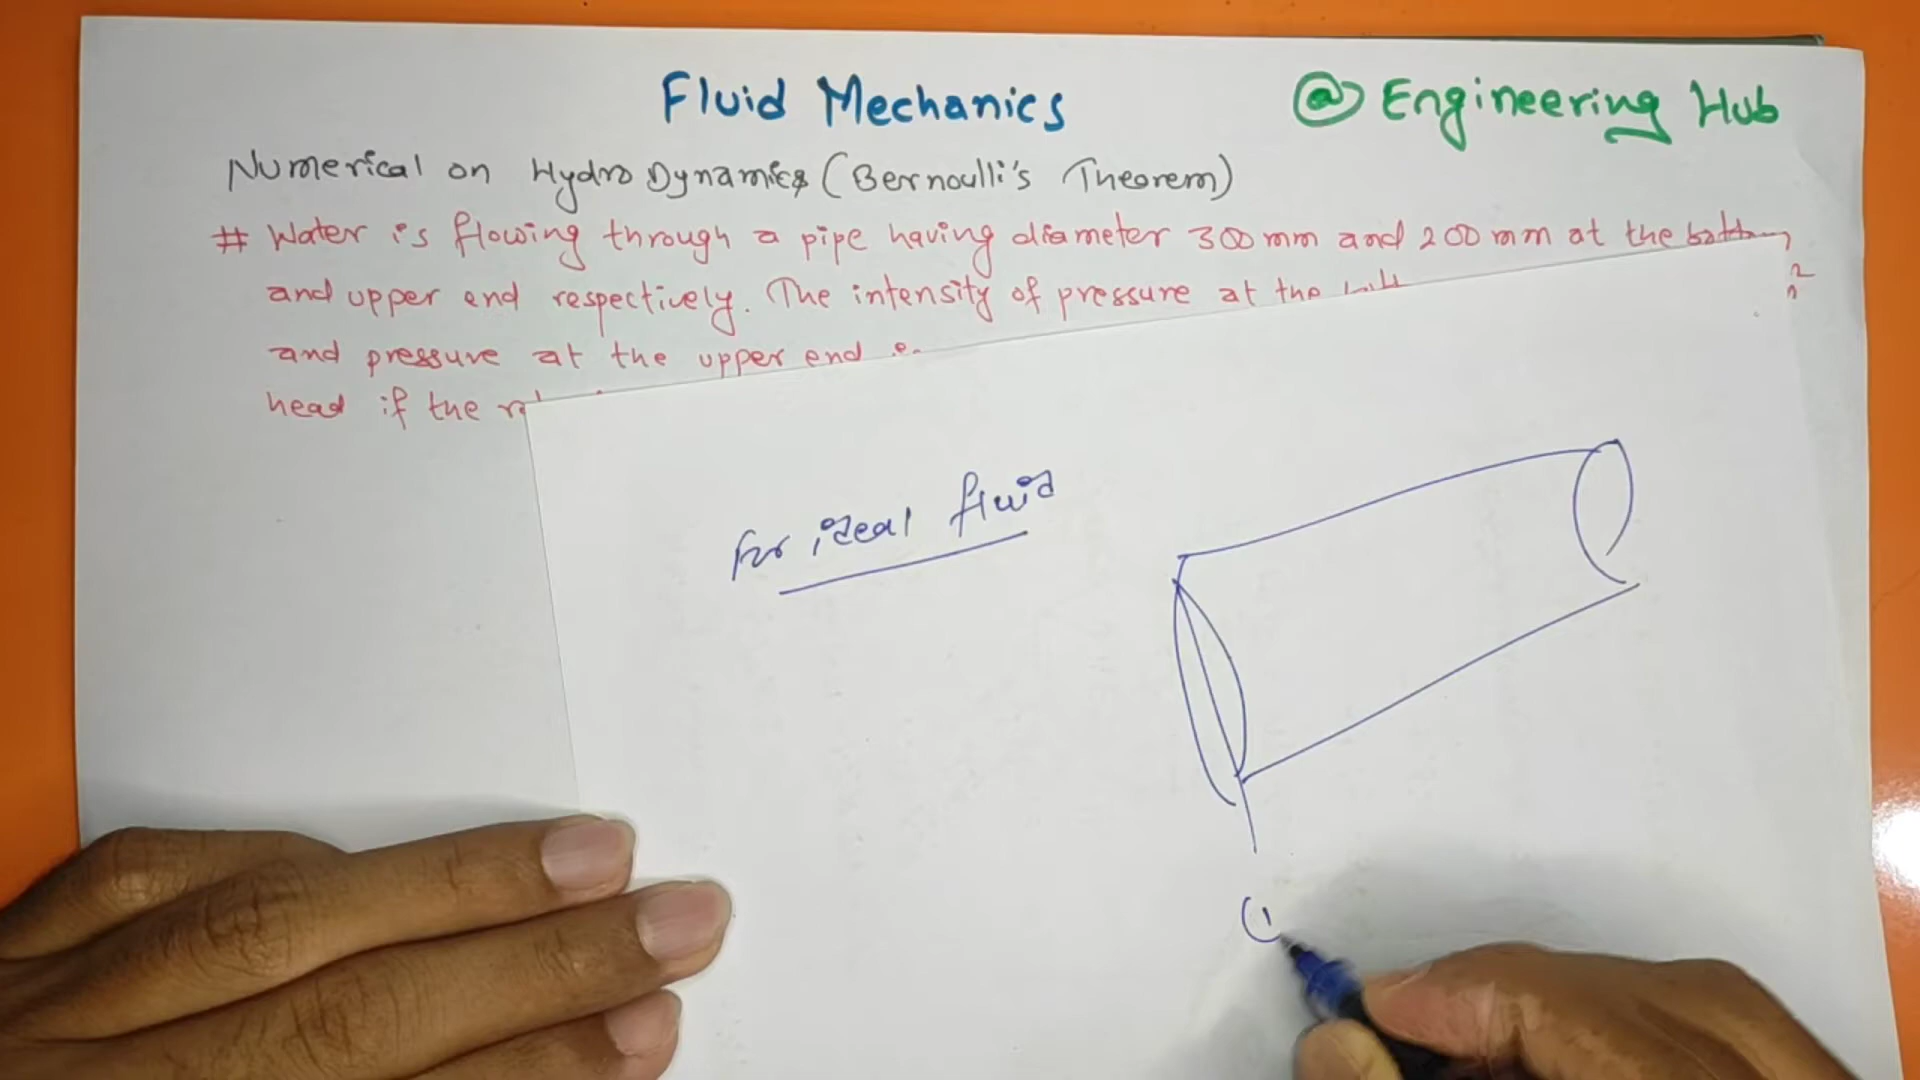 Fluid Mechanics @ Engineering Hub
Numerical on Hydro Dynamics (Bernoulli's Theorem)
# Water is flowing through a pipe having diameter 300 mm and 200 mm at the bottom
and upper end respectively. The intensity of pressure at the
and pressure at the upper end
head if the
For ideal fluid
1